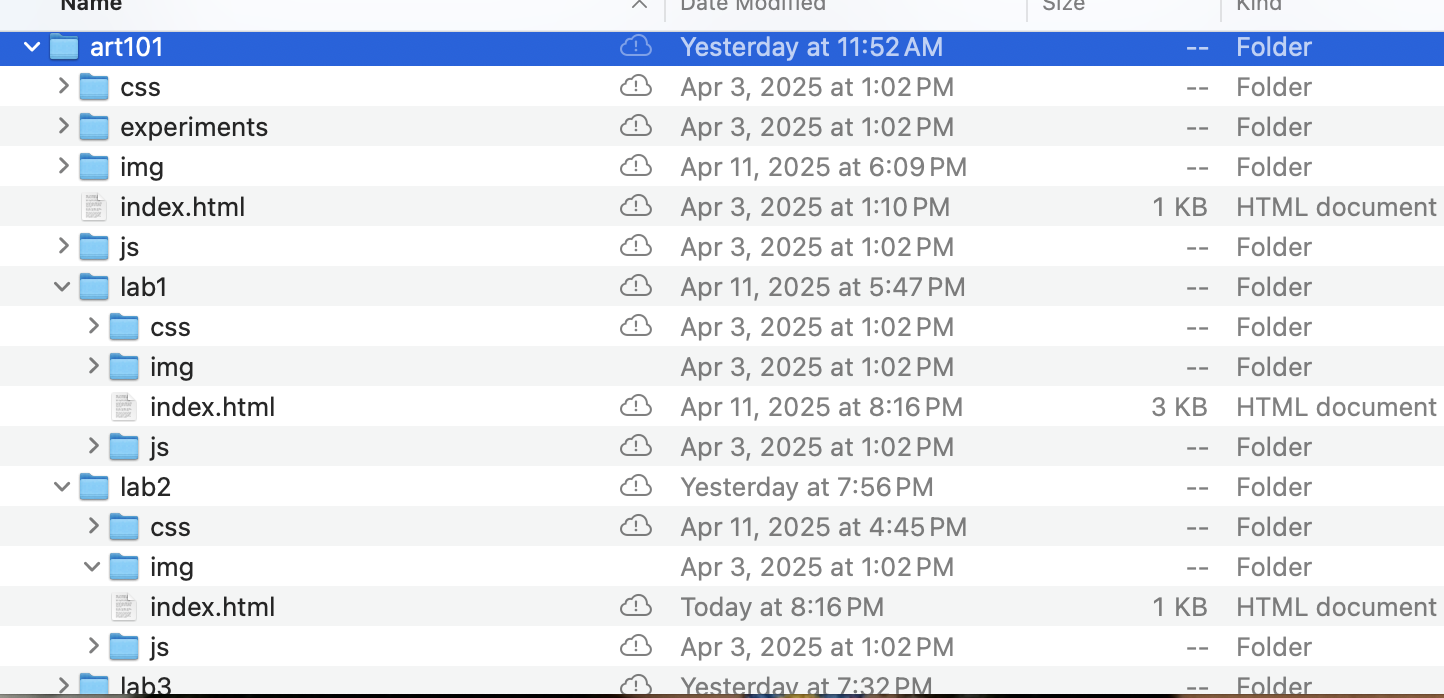 Name Date Modified Size Kind
art101 Yesterday at 11:52 AM -- Folder
css Apr 3, 2025 at 1:02 PM -- Folder
experiments Apr 3, 2025 at 1:02 PM -- Folder
img Apr 11, 2025 at 6:09 PM -- Folder
index.html Apr 3, 2025 at 1:10 PM 1 KB HTML document
js Apr 3, 2025 at 1:02 PM -- Folder
lab1 Apr 11, 2025 at 5:47 PM -- Folder
css Apr 3, 2025 at 1:02 PM -- Folder
img Apr 3, 2025 at 1:02 PM -- Folder
index.html Apr 11, 2025 at 8:16 PM 3 KB HTML document
js Apr 3, 2025 at 1:02 PM -- Folder
lab2 Yesterday at 7:56 PM -- Folder
css Apr 11, 2025 at 4:45 PM -- Folder
img Apr 3, 2025 at 1:02 PM -- Folder
index.html Today at 8:16 PM 1 KB HTML document
js Apr 3, 2025 at 1:02 PM -- Folder
lab3 Yesterday at 7:32 PM -- Folder